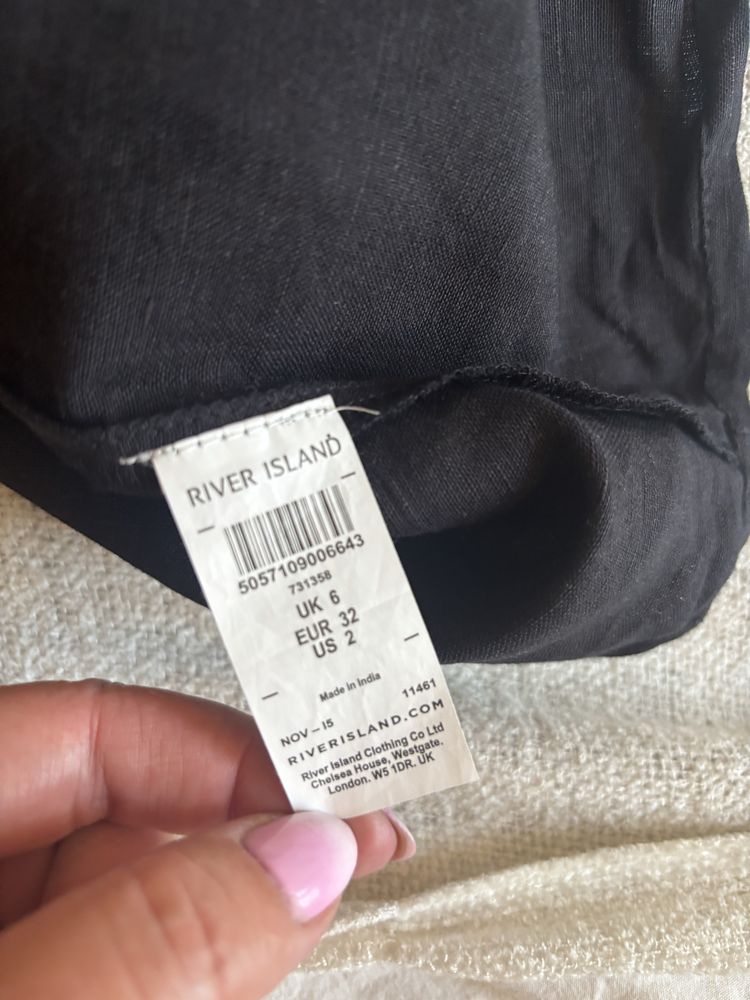 RIVER ISLAND
5057109006643
731358
UK 6
EUR 32
US 2
Made in India
11461
NOV-15
RIVERISLAND.COM
River Island Clothing Co Ltd
Chelsea House, Westgate.
London. W5 1DR. UK